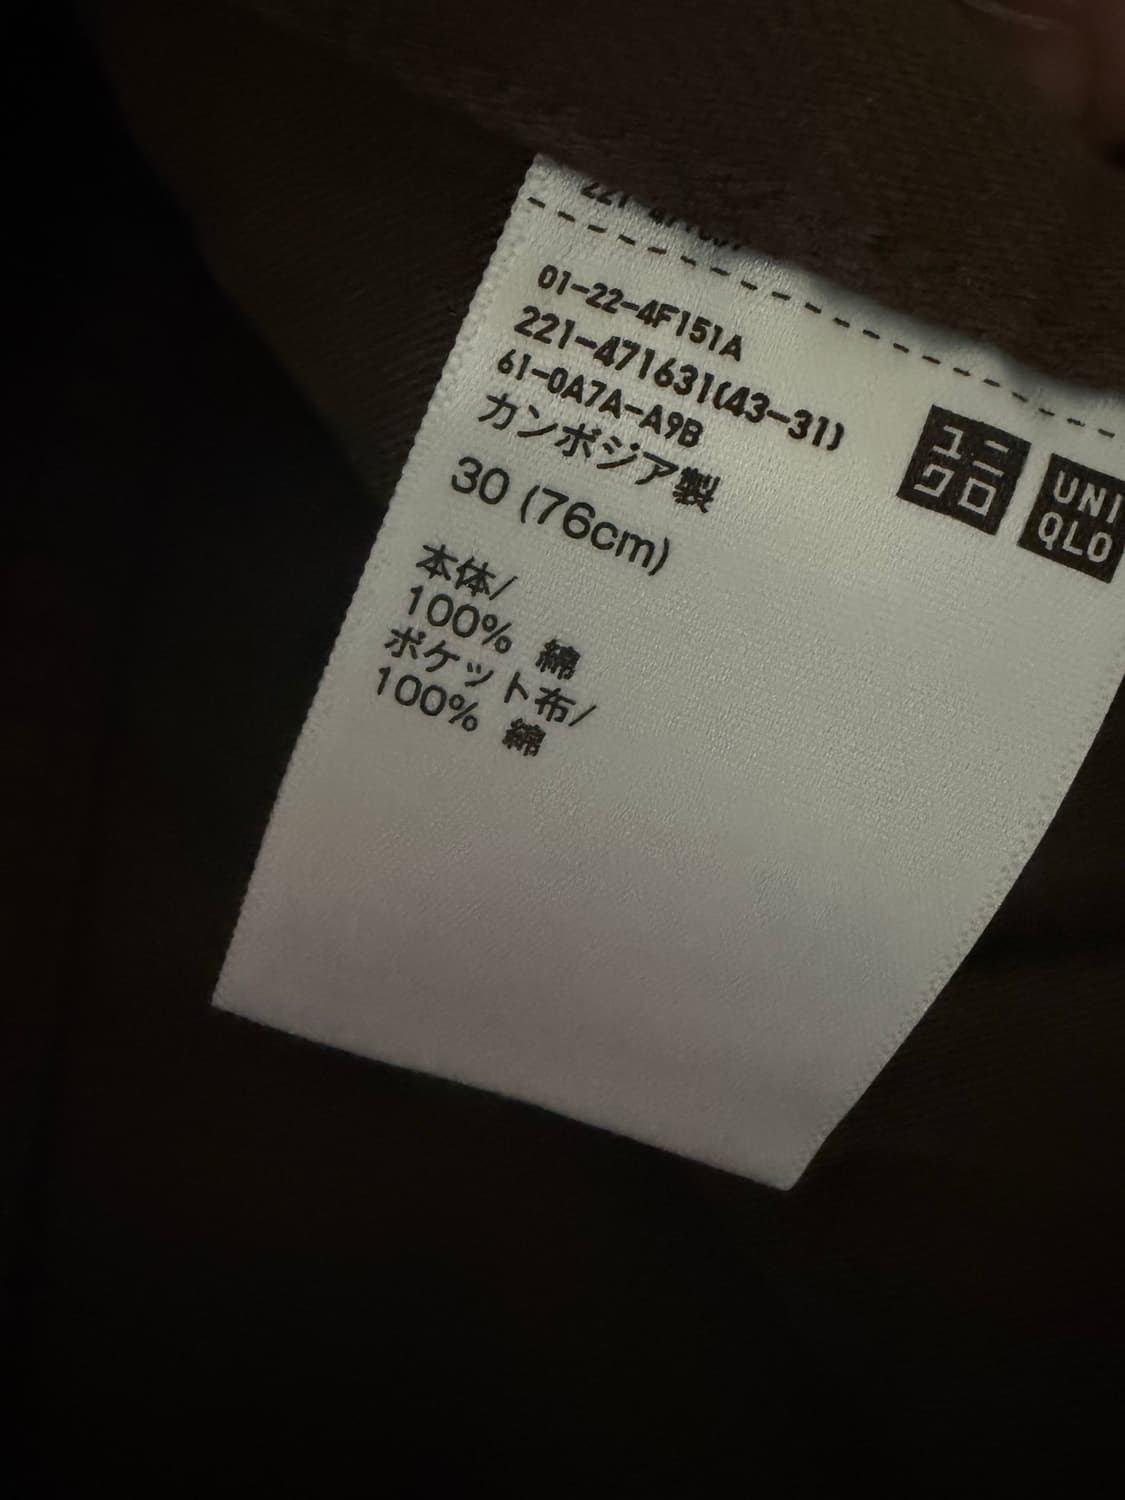 01-22-4F151A
221-471631(43-31)
61-0A7A-A9B
カンボジア製
30 (76cm)
本体/
100% 綿
ポケット布/
100% 綿
ユニ
クロ
UNI
QLO